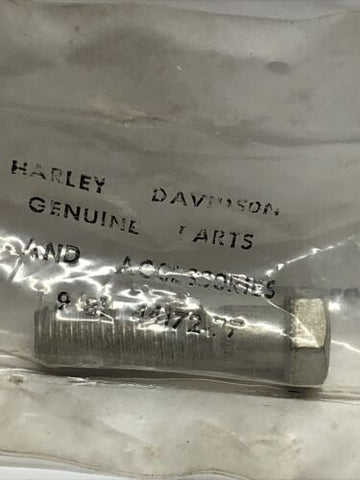 HARLEY DAVIDSON
GENUINE PARTS
AND ACCESSORIES